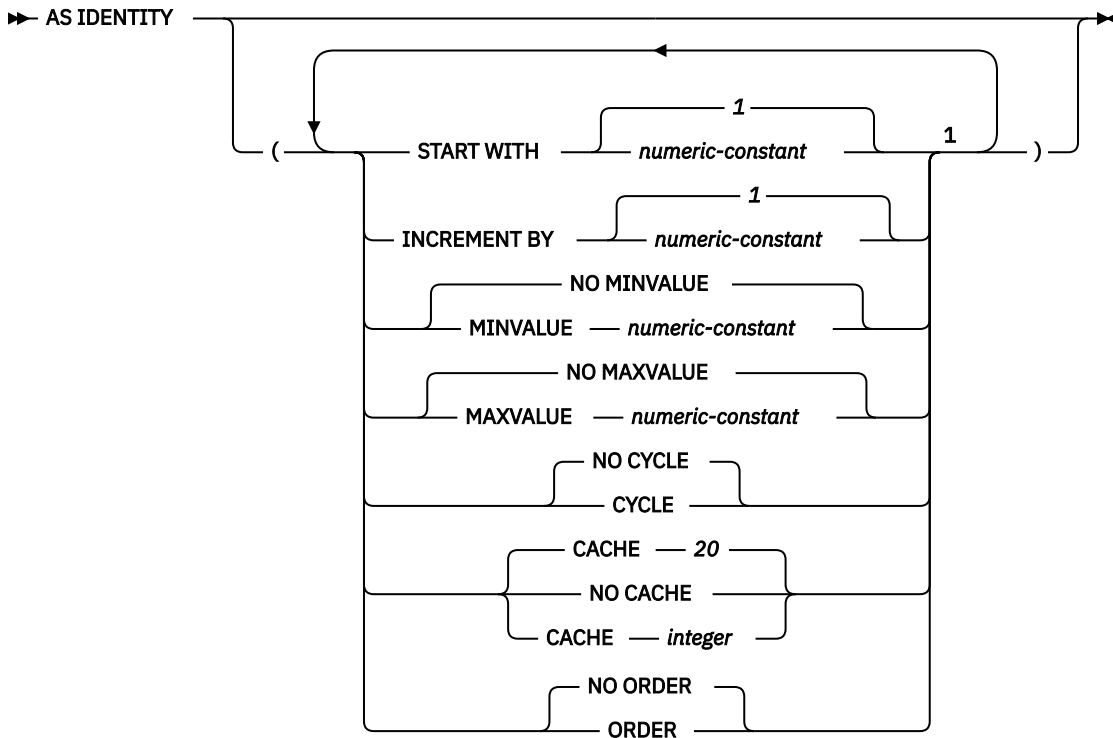 AS IDENTITY
1
( START WITH numeric-constant 1 )
1
INCREMENT BY numeric-constant
NO MINVALUE
MINVALUE numeric-constant
NO MAXVALUE
MAXVALUE numeric-constant
NO CYCLE
CYCLE
CACHE 20
NO CACHE
CACHE integer
NO ORDER
ORDER